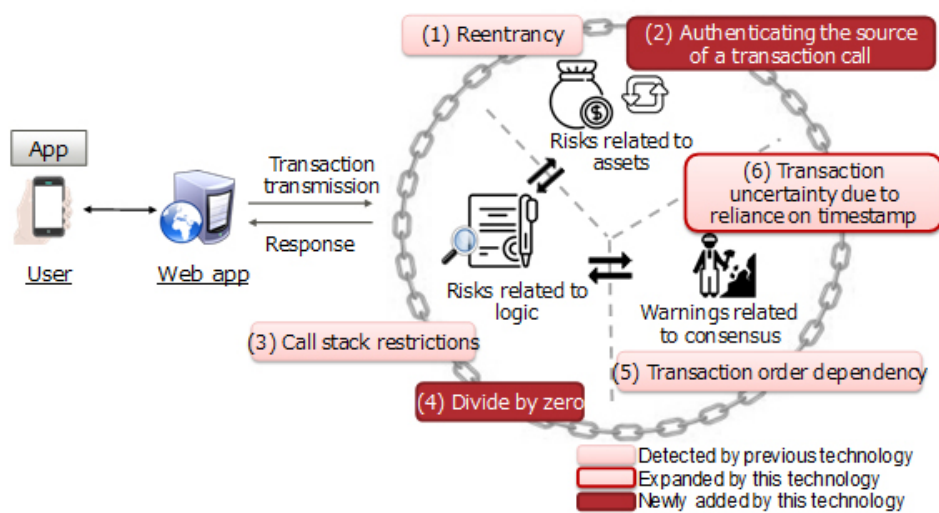 (1) Reentrancy
(2) Authenticating the source
of a transaction call
Risks related to
assets
App
Transaction
transmission
(6) Transaction
uncertainty due to
reliance on timestamp
Response
User
Web app
Risks related to
logic
Warnings related
to consensus
(3) Call stack restrictions
(5) Transaction order dependency
(4) Divide by zero
Detected by previous technology
Expanded by this technology
Newly added by this technology